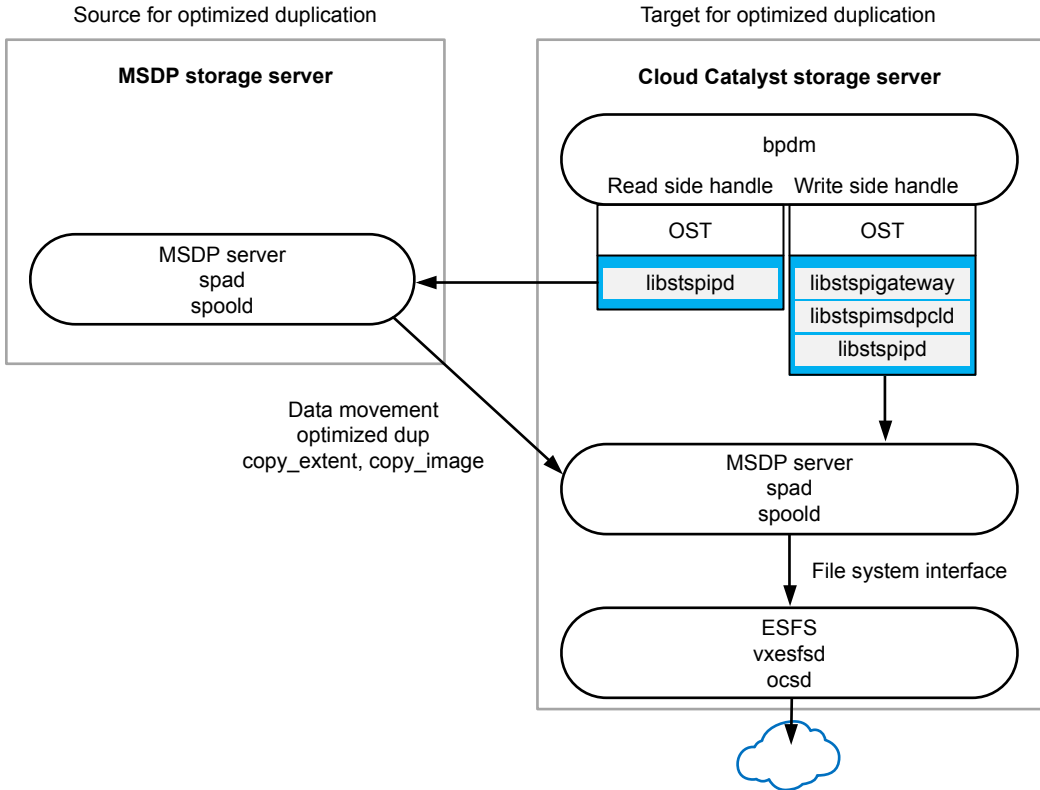 Source for optimized duplication
Target for optimized duplication
MSDP storage server
Cloud Catalyst storage server
bpdm
Read side handle
Write side handle
OST
OST
MSDP server
spad
spoold
libstspipd
libstspigateway
libstspimsdpcld
libstspipd
Data movement
optimized dup
copy_extent, copy_image
MSDP server
spad
spoold
File system interface
ESFS
vxesfsd
ocsd